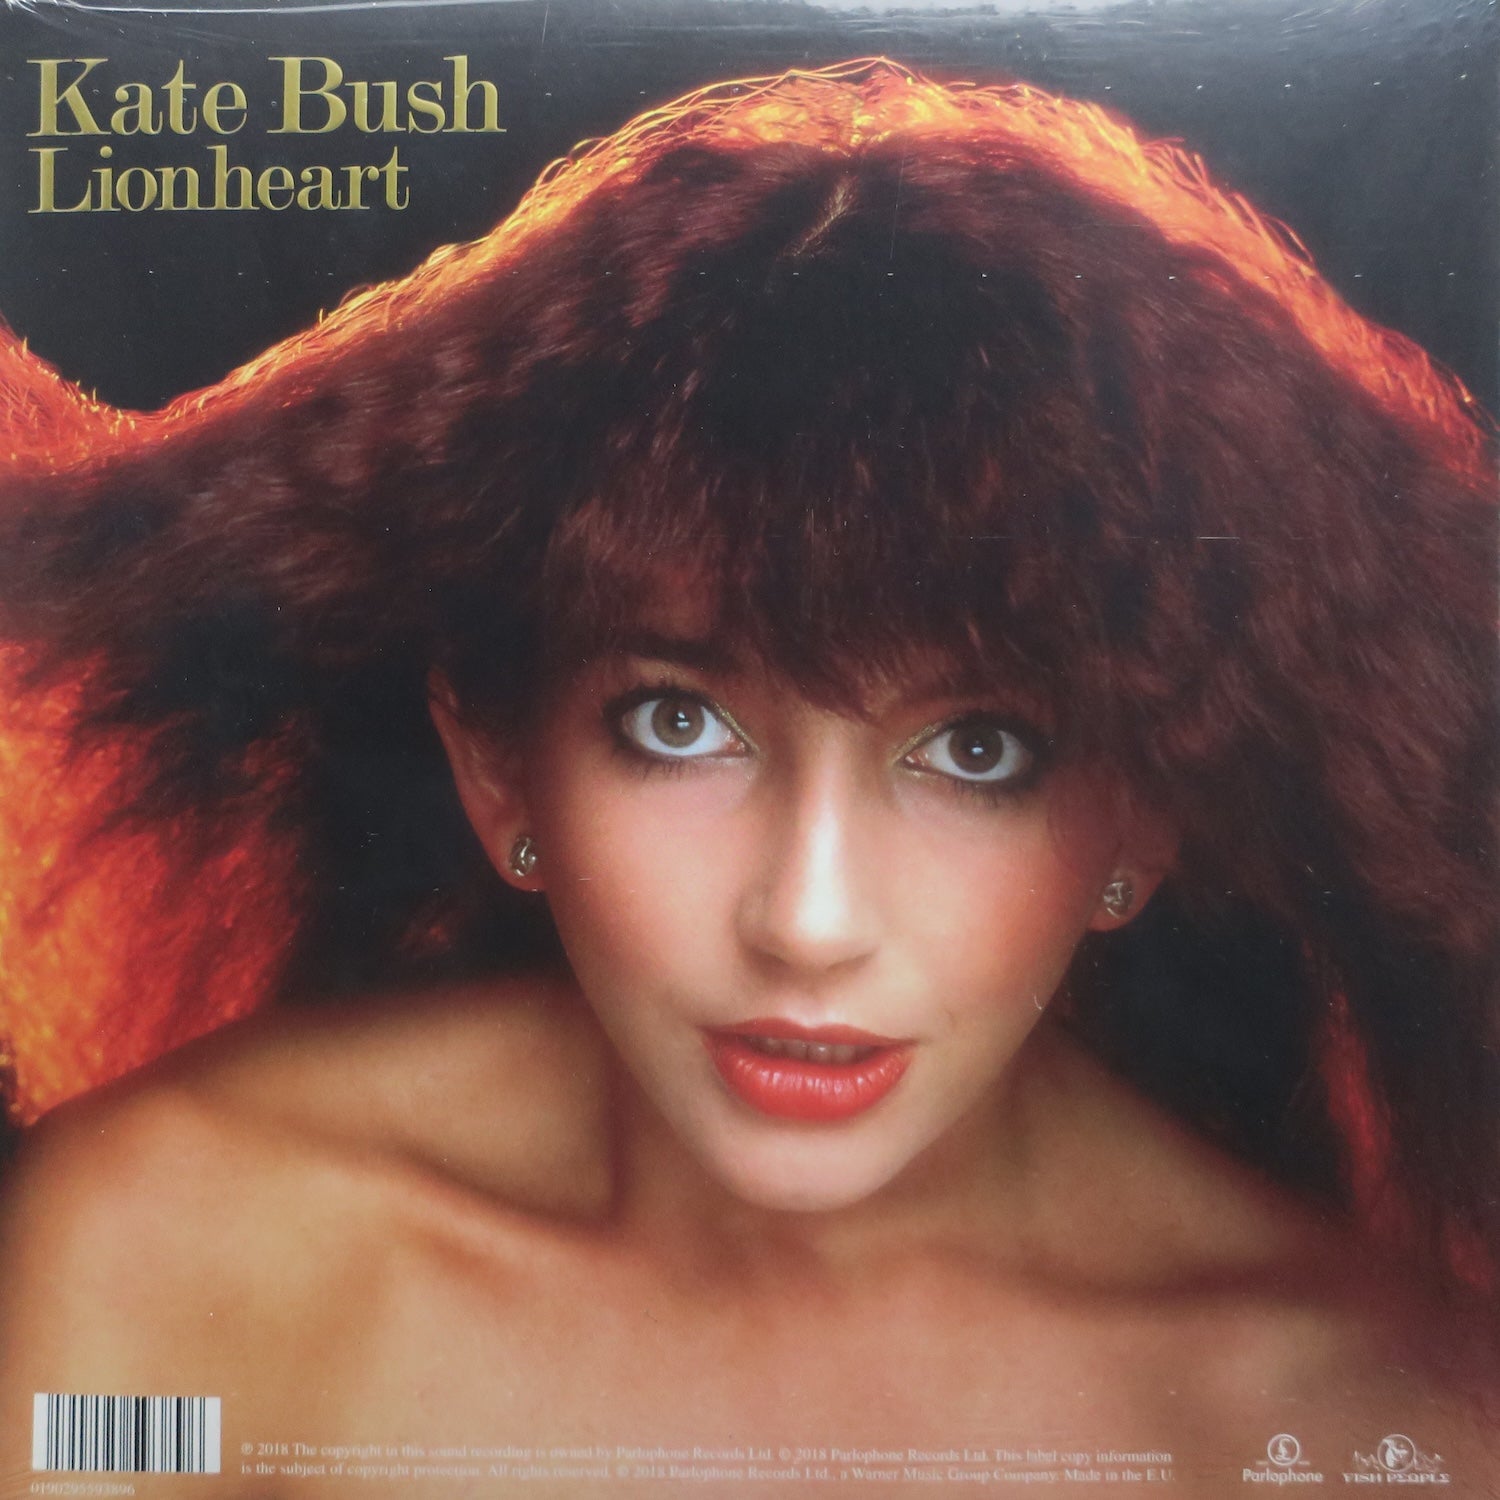 Kate Bush
Lionheart
℗ 2018 The copyright in this sound recording is owned by Parlophone Records Ltd. © 2018 Parlophone Records Ltd. This label copy information
is the subject of copyright protection. All rights reserved. © 2018 Parlophone Records Ltd., a Warner Music Group Company. Made in the E.U.
£
Parlophone
FISH PEOPLE
0190295593896